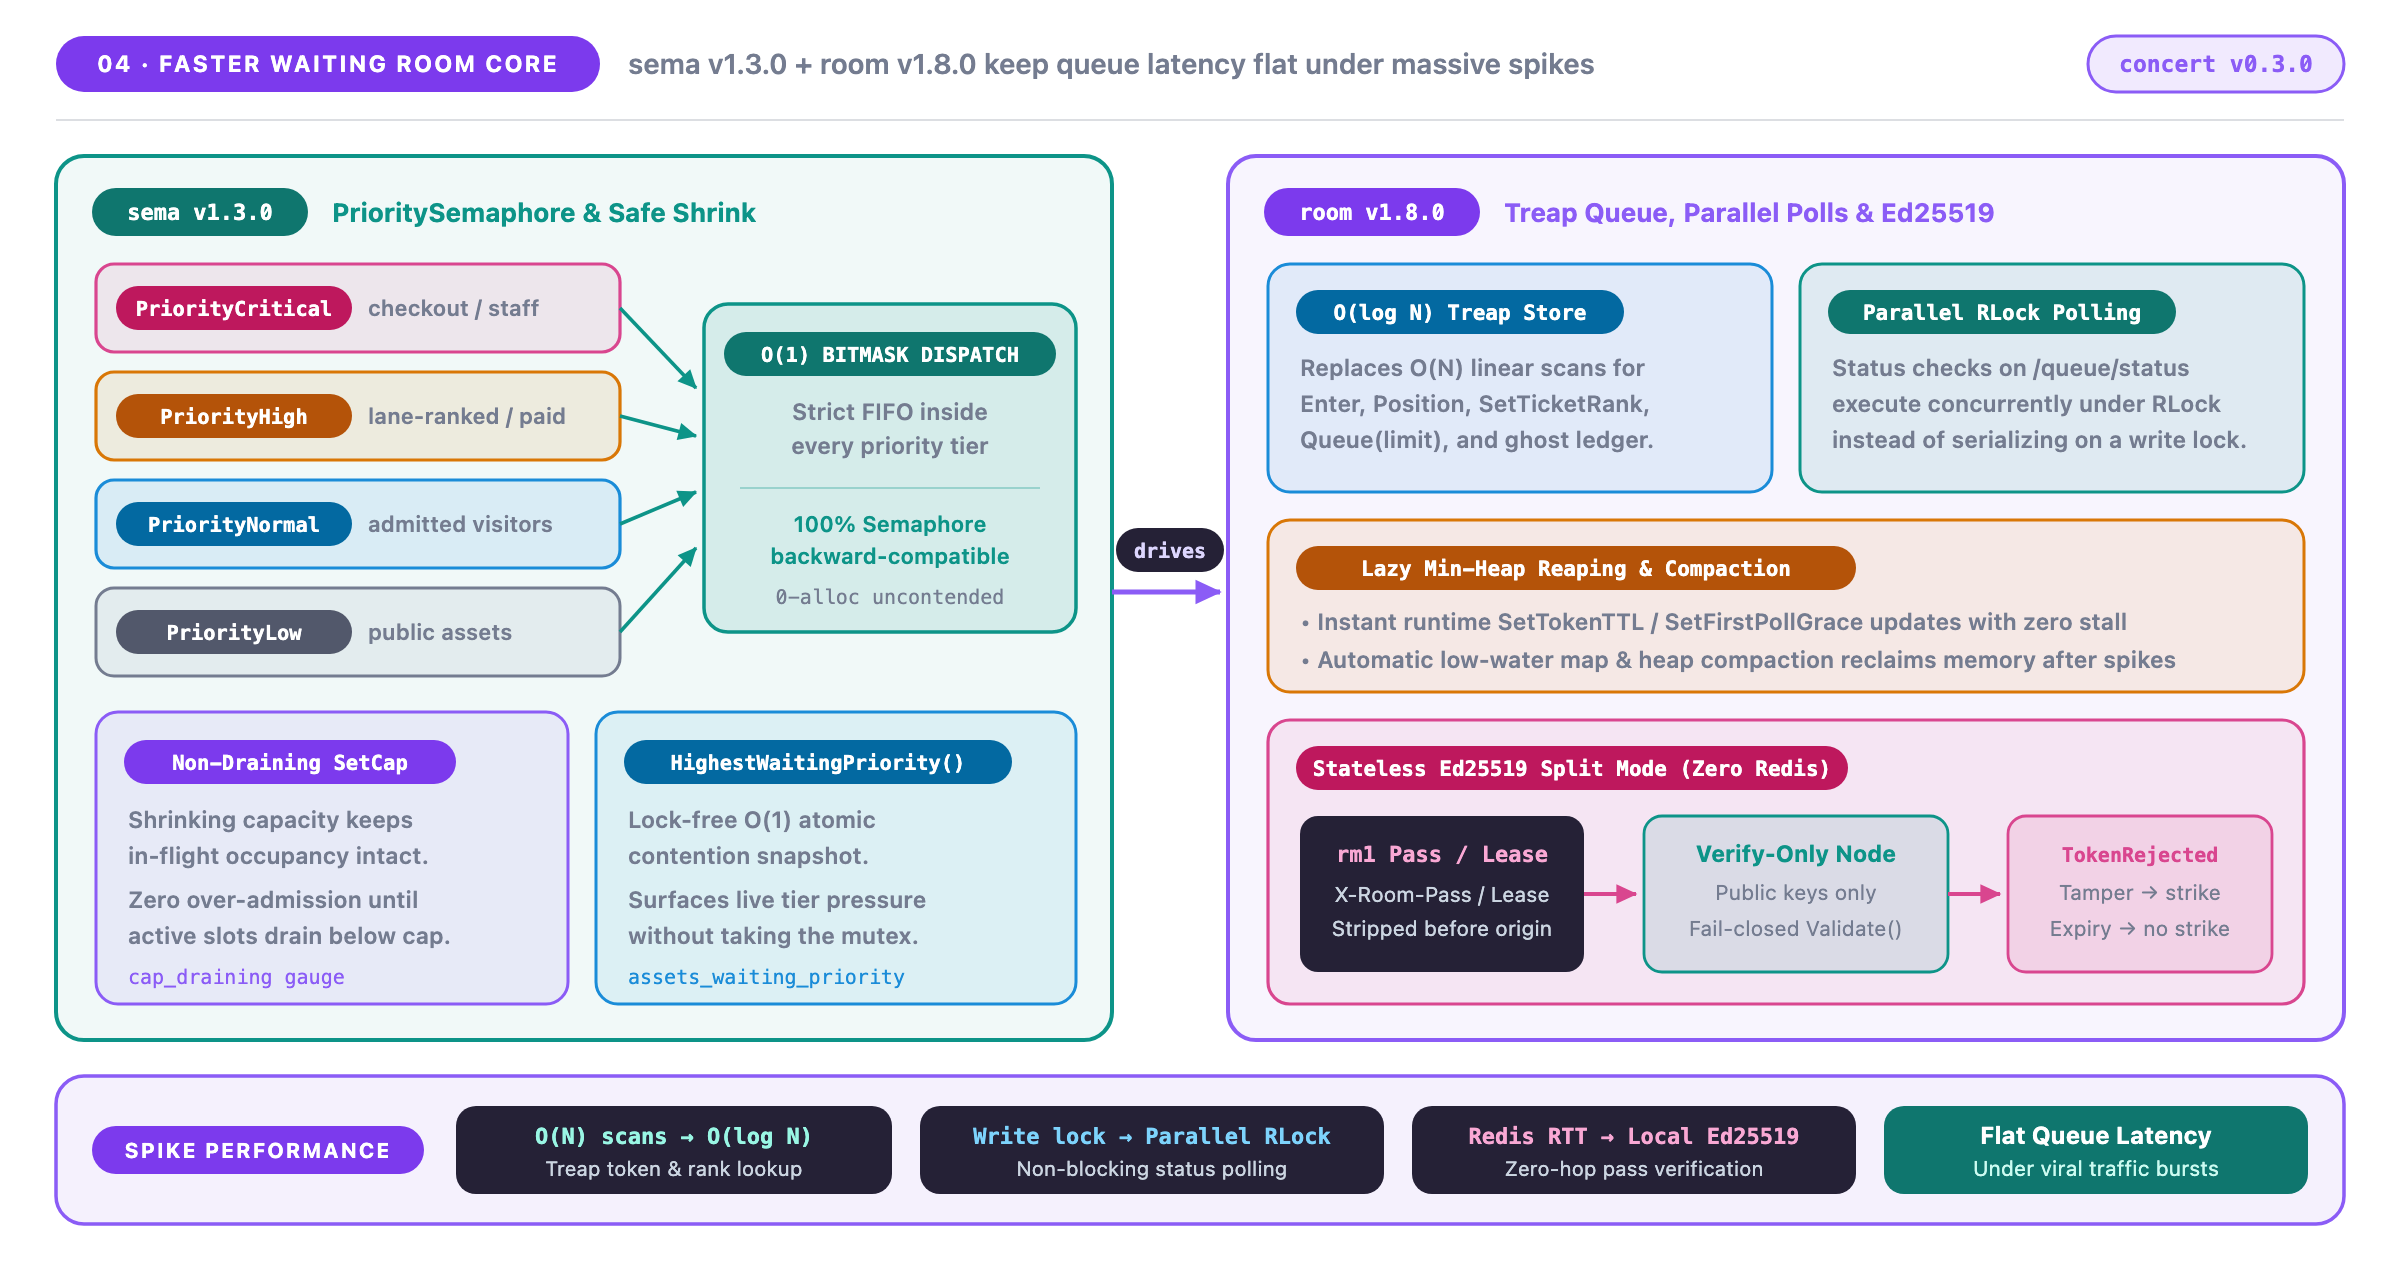 04 · FASTER WAITING ROOM CORE
sema v1.3.0 + room v1.8.0 keep queue latency flat under massive spikes
concert v0.3.0
sema v1.3.0
PrioritySemaphore & Safe Shrink
PriorityCritical
checkout / staff
PriorityHigh
lane-ranked / paid
PriorityNormal
admitted visitors
PriorityLow
public assets
O(1) BITMASK DISPATCH
Strict FIFO inside
every priority tier
100% Semaphore
backward-compatible
0-alloc uncontended
Non-Draining SetCap
Shrinking capacity keeps
in-flight occupancy intact.
Zero over-admission until
active slots drain below cap.
cap_draining gauge
HighestWaitingPriority()
Lock-free O(1) atomic
contention snapshot.
Surfaces live tier pressure
without taking the mutex.
assets_waiting_priority
drives
room v1.8.0
Treap Queue, Parallel Polls & Ed25519
O(log N) Treap Store
Replaces O(N) linear scans for
Enter, Position, SetTicketRank,
Queue(limit), and ghost ledger.
Parallel RLock Polling
Status checks on /queue/status
execute concurrently under RLock
instead of serializing on a write lock.
Lazy Min-Heap Reaping & Compaction
• Instant runtime SetTokenTTL / SetFirstPollGrace updates with zero stall
• Automatic low-water map & heap compaction reclaims memory after spikes
Stateless Ed25519 Split Mode (Zero Redis)
rm1 Pass / Lease
X-Room-Pass / Lease
Stripped before origin
Verify-Only Node
Public keys only
Fail-closed Validate()
TokenRejected
Tamper → strike
Expiry → no strike
SPIKE PERFORMANCE
O(N) scans → O(log N)
Treap token & rank lookup
Write lock → Parallel RLock
Non-blocking status polling
Redis RTT → Local Ed25519
Zero-hop pass verification
Flat Queue Latency
Under viral traffic bursts